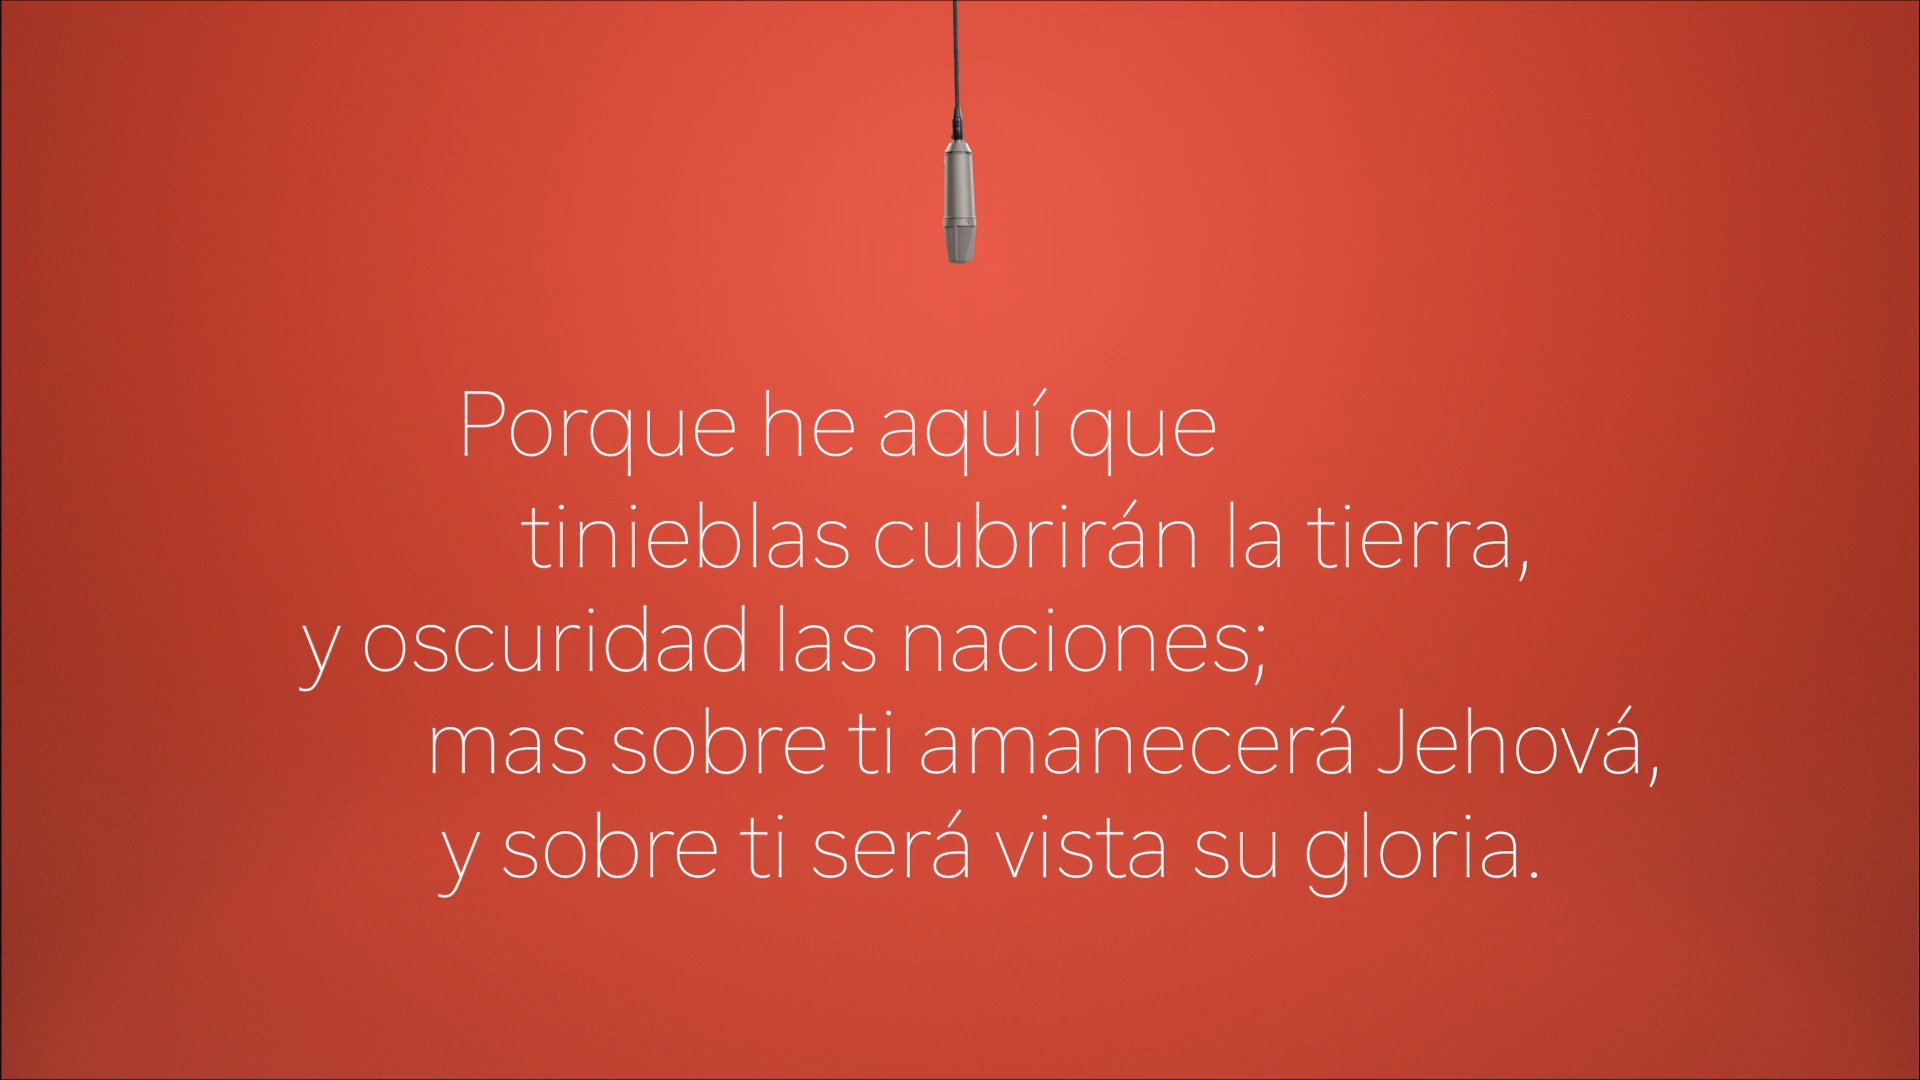 Porque he aquí que
tinieblas cubrirán la tierra,
y oscuridad las naciones;
mas sobre ti amanecerá Jehová,
y sobre ti será vista su gloria.